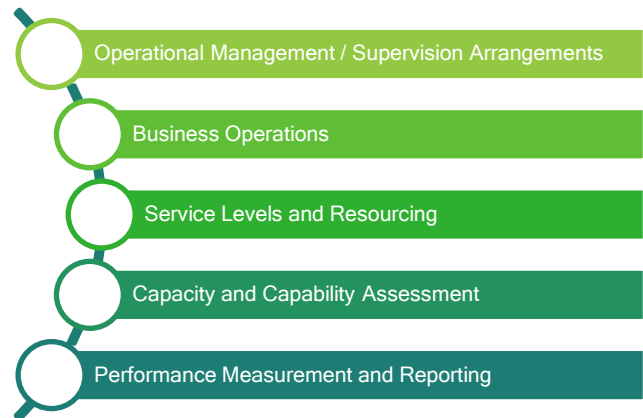 Operational Management / Supervision Arrangements
Business Operations
Service Levels and Resourcing
Capacity and Capability Assessment
Performance Measurement and Reporting